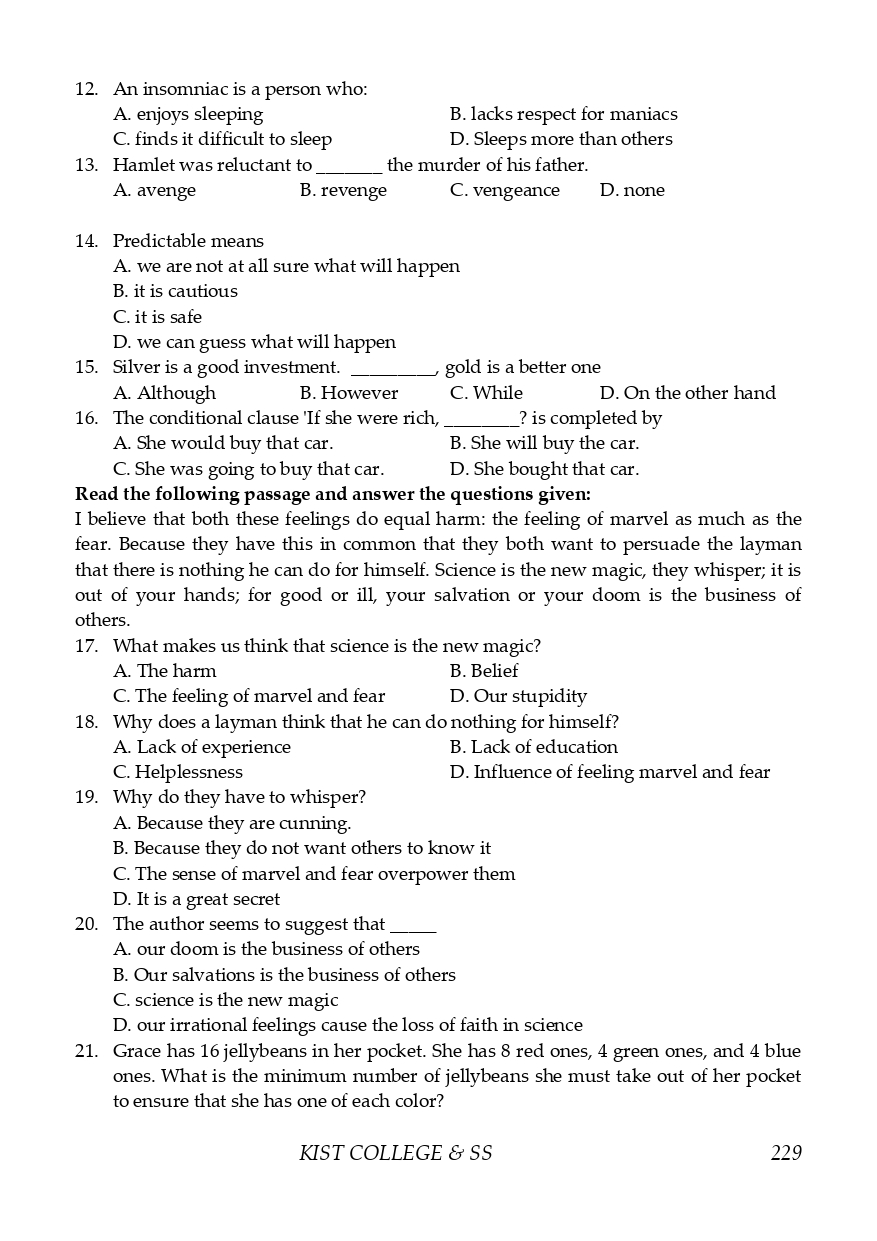 12. An insomniac is a person who:
A. enjoys sleeping B. lacks respect for maniacs
C. finds it difficult to sleep D. Sleeps more than others
13. Hamlet was reluctant to _______ the murder of his father.
A. avenge B. revenge C. vengeance D. none
14. Predictable means
A. we are not at all sure what will happen
B. it is cautious
C. it is safe
D. we can guess what will happen
15. Silver is a good investment. _________, gold is a better one
A. Although B. However C. While D. On the other hand
16. The conditional clause 'If she were rich, ________? is completed by
A. She would buy that car. B. She will buy the car.
C. She was going to buy that car. D. She bought that car.
Read the following passage and answer the questions given:
I believe that both these feelings do equal harm: the feeling of marvel as much as the
fear. Because they have this in common that they both want to persuade the layman
that there is nothing he can do for himself. Science is the new magic, they whisper; it is
out of your hands; for good or ill, your salvation or your doom is the business of
others.
17. What makes us think that science is the new magic?
A. The harm B. Belief
C. The feeling of marvel and fear D. Our stupidity
18. Why does a layman think that he can do nothing for himself?
A. Lack of experience B. Lack of education
C. Helplessness D. Influence of feeling marvel and fear
19. Why do they have to whisper?
A. Because they are cunning.
B. Because they do not want others to know it
C. The sense of marvel and fear overpower them
D. It is a great secret
20. The author seems to suggest that _____
A. our doom is the business of others
B. Our salvations is the business of others
C. science is the new magic
D. our irrational feelings cause the loss of faith in science
21. Grace has 16 jellybeans in her pocket. She has 8 red ones, 4 green ones, and 4 blue
ones. What is the minimum number of jellybeans she must take out of her pocket
to ensure that she has one of each color?
KIST COLLEGE & SS 229